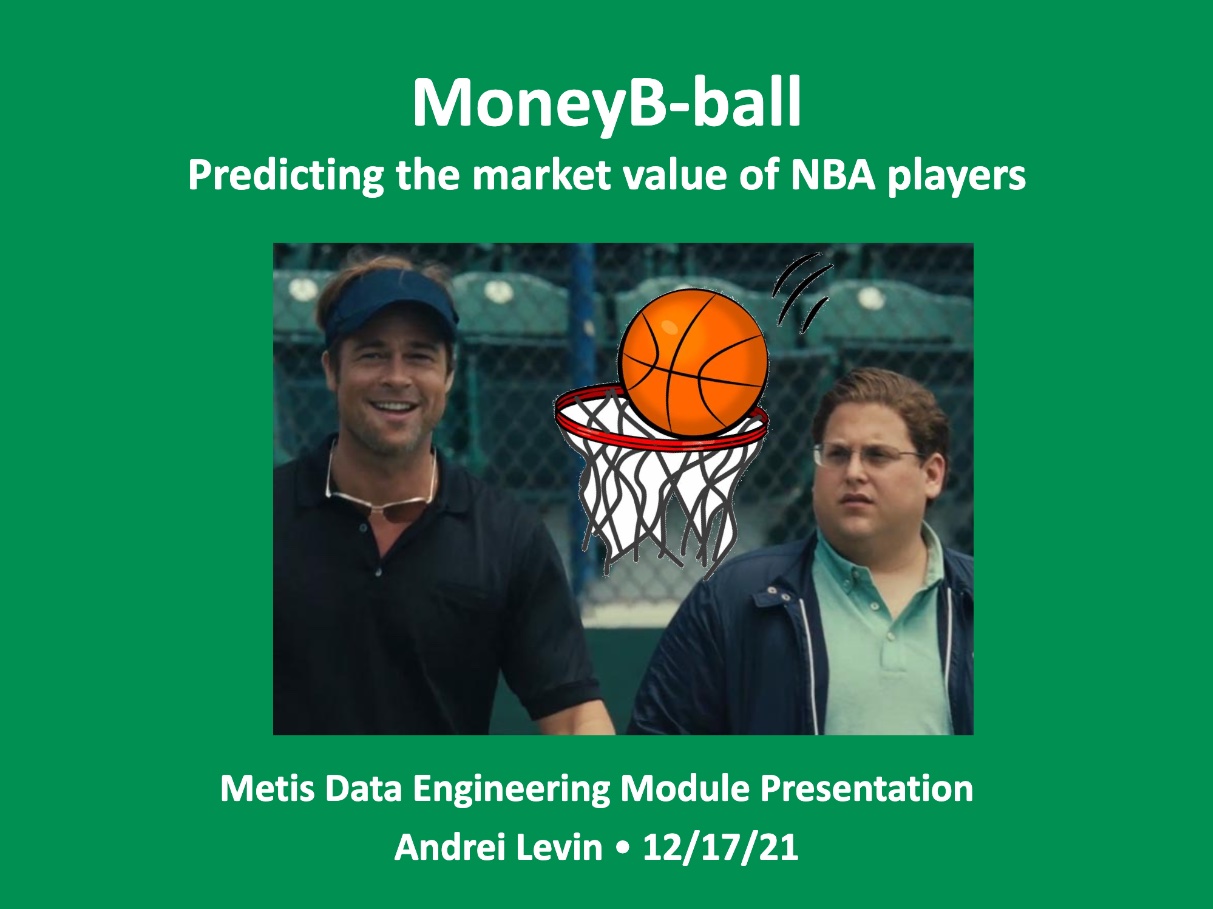 MoneyB-ball
Predicting the market value of NBA players
Metis Data Engineering Module Presentation
Andrei Levin • 12/17/21